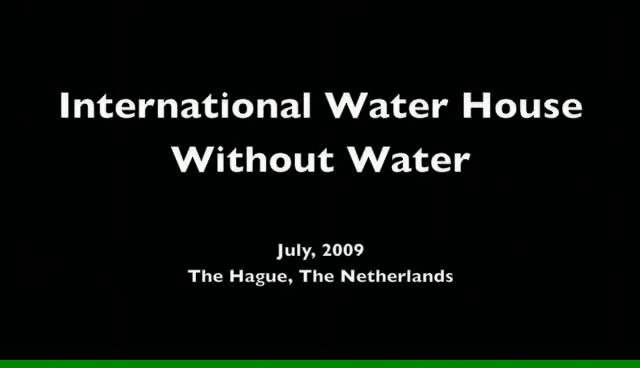 International Water House
Without Water
July, 2009
The Hague, The Netherlands